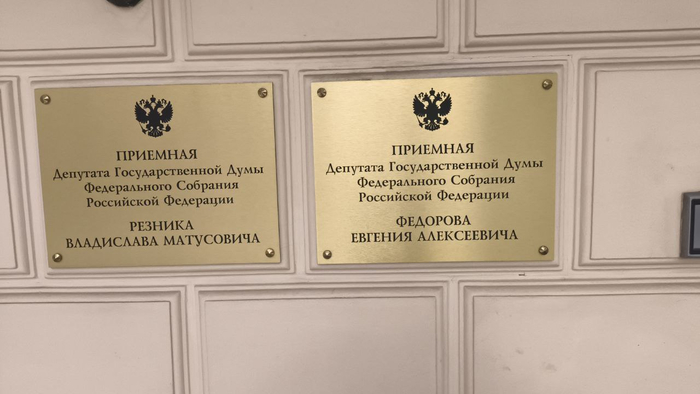 ПРИЕМНАЯ
Депутата Государственной Думы
Федерального Собрания
Российской Федерации
РЕЗНИКА
ВЛАДИСЛАВА МАТУСОВИЧА
ПРИЕМНАЯ
Депутата Государственной Думы
Федерального Собрания
Российской Федерации
ФЕДОРОВА
ЕВГЕНИЯ АЛЕКСЕЕВИЧА